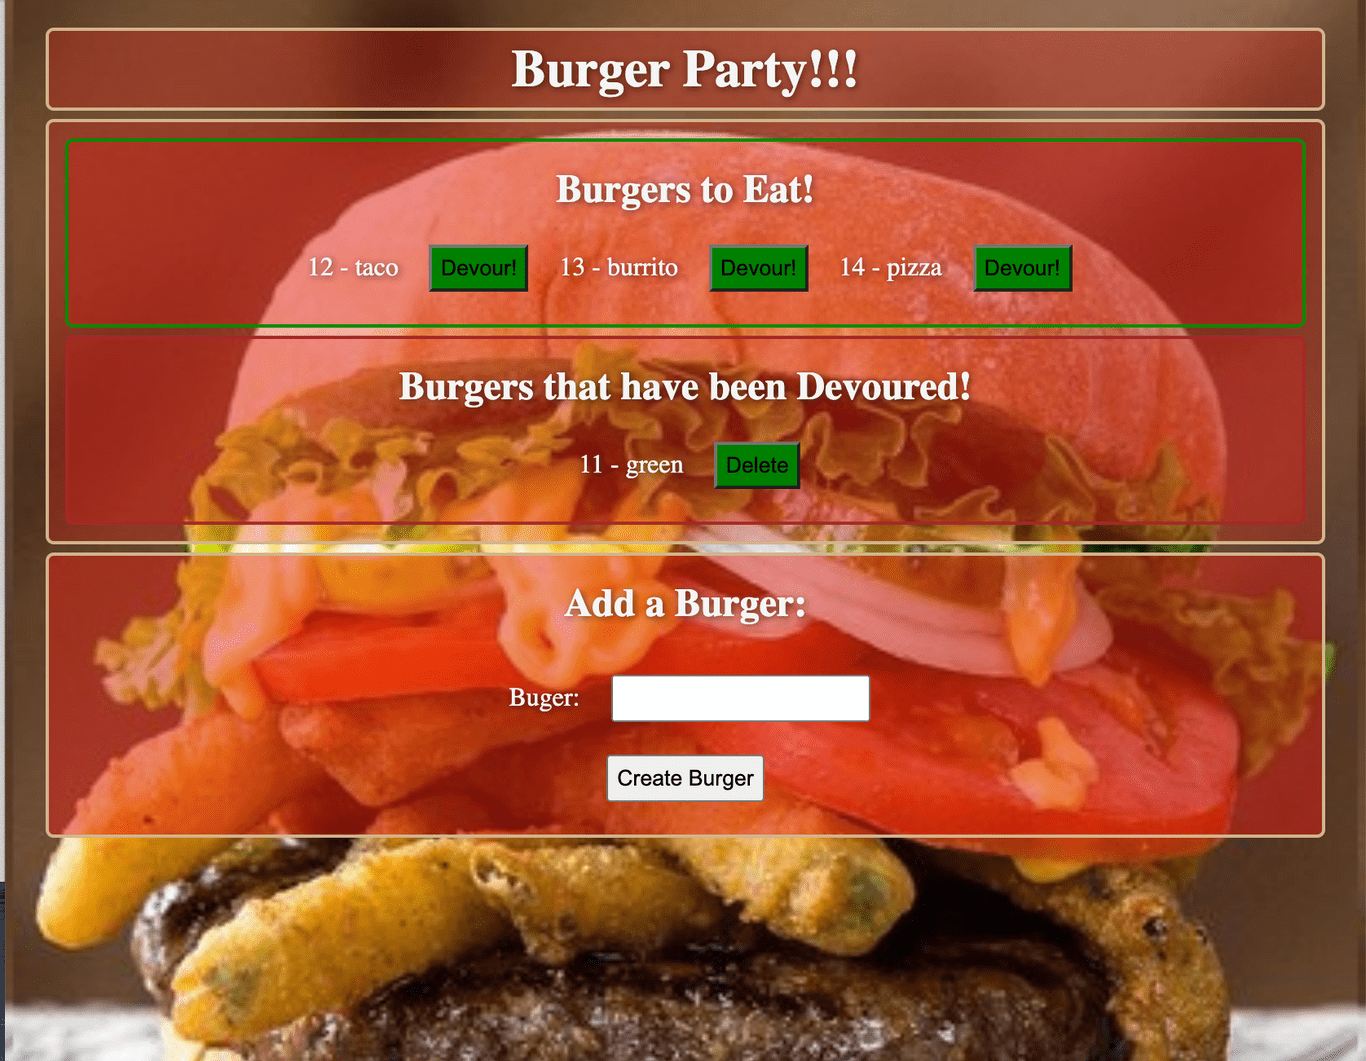 Burger Party!!!
Burgers to Eat!
12 - taco Devour! 13 - burrito Devour! 14 - pizza Devour!
Burgers that have been Devoured!
11 - green Delete
Add a Burger:
Buger:
Create Burger